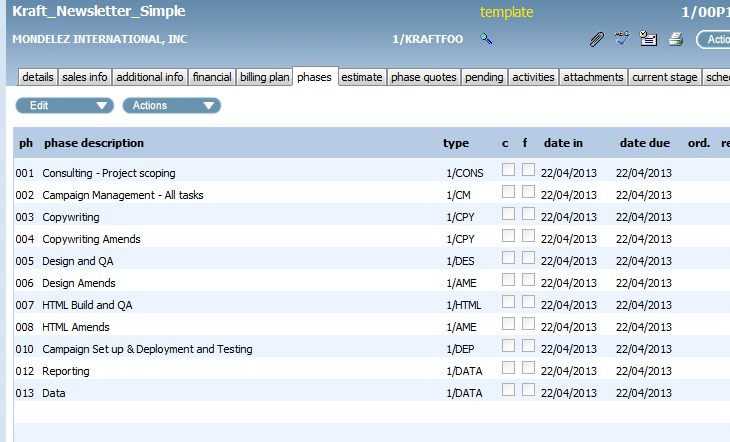 Kraft_Newsletter_Simple template 1/00P1
MONDELEZ INTERNATIONAL, INC 1/KRAFTFOO ABC Actio
details sales info additional info financial billing plan phases estimate phase quotes pending activities attachments current stage sche
Edit Actions
ph phase description type c f date in date due ord. re
001 Consulting - Project scoping 1/CONS 22/04/2013 22/04/2013
002 Campaign Management - All tasks 1/CM 22/04/2013 22/04/2013
003 Copywriting 1/CPY 22/04/2013 22/04/2013
004 Copywriting Amends 1/CPY 22/04/2013 22/04/2013
005 Design and QA 1/DES 22/04/2013 22/04/2013
006 Design Amends 1/AME 22/04/2013 22/04/2013
007 HTML Build and QA 1/HTML 22/04/2013 22/04/2013
008 HTML Amends 1/AME 22/04/2013 22/04/2013
010 Campaign Set up & Deployment and Testing 1/DEP 22/04/2013 22/04/2013
012 Reporting 1/DATA 22/04/2013 22/04/2013
013 Data 1/DATA 22/04/2013 22/04/2013